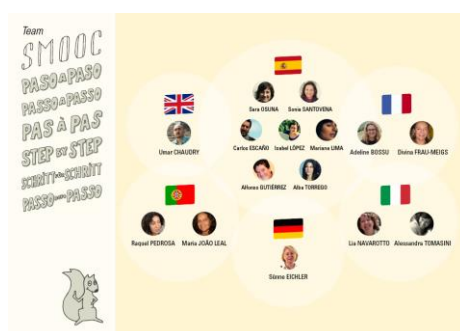 Team
SMOOC
PASO A PASO
PASSO A PASSO
PAS À PAS
STEP BY STEP
SCHRITT FÜR SCHRITT
PASSO DOPO PASSO
Sara OSUNA
Sonia SANTOVENA
Umar CHAUDRY
Carlos ESCAÑO
Isabel LÓPEZ
Mariana LIMA
Adeline BOSSU
Divina FRAU-MEIGS
Alfonso GUTIÉRREZ
Alba TORREGO
Raquel PEDROSA
Maria JOÃO LEAL
Lia NAVAROTTO
Alessandra TOMASINI
Sünne EICHLER